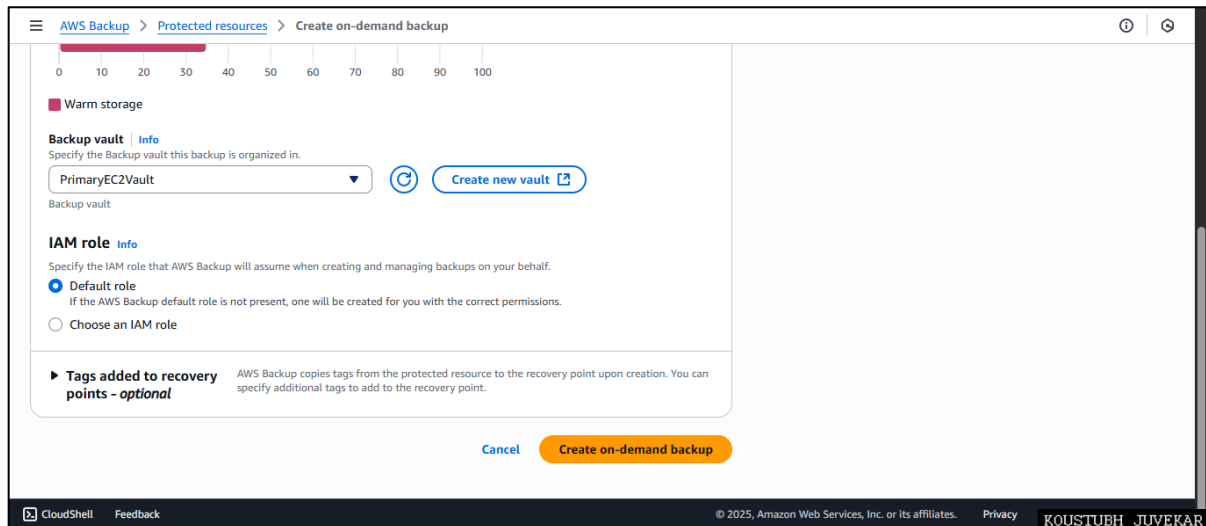 AWS Backup > Protected resources > Create on-demand backup
0 10 20 30 40 50 60 70 80 90 100
Warm storage
Backup vault | Info
Specify the Backup vault this backup is organized in.
PrimaryEC2Vault
Create new vault
Backup vault
IAM role Info
Specify the IAM role that AWS Backup will assume when creating and managing backups on your behalf.
Default role
If the AWS Backup default role is not present, one will be created for you with the correct permissions.
Choose an IAM role
Tags added to recovery points - optional
AWS Backup copies tags from the protected resource to the recovery point upon creation. You can
specify additional tags to add to the recovery point.
Cancel
Create on-demand backup
CloudShell Feedback © 2025, Amazon Web Services, Inc. or its affiliates. Privacy
KOUSTUBH JUVEKAR